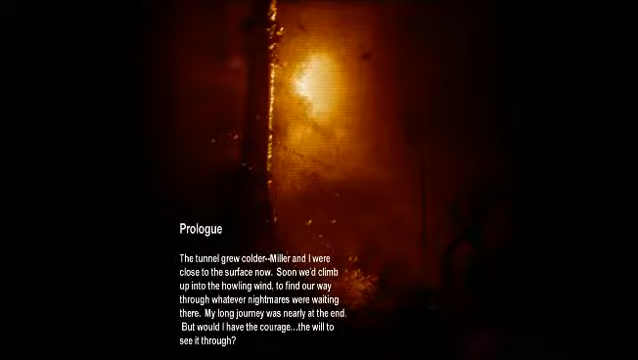 Prologue
The tunnel grew colder--Miller and I were
close to the surface now.  Soon we'd climb
up into the howling wind, to find our way
through whatever nightmares were waiting
there.  My long journey was nearly at the end.
But would I have the courage...the will to
see it through?